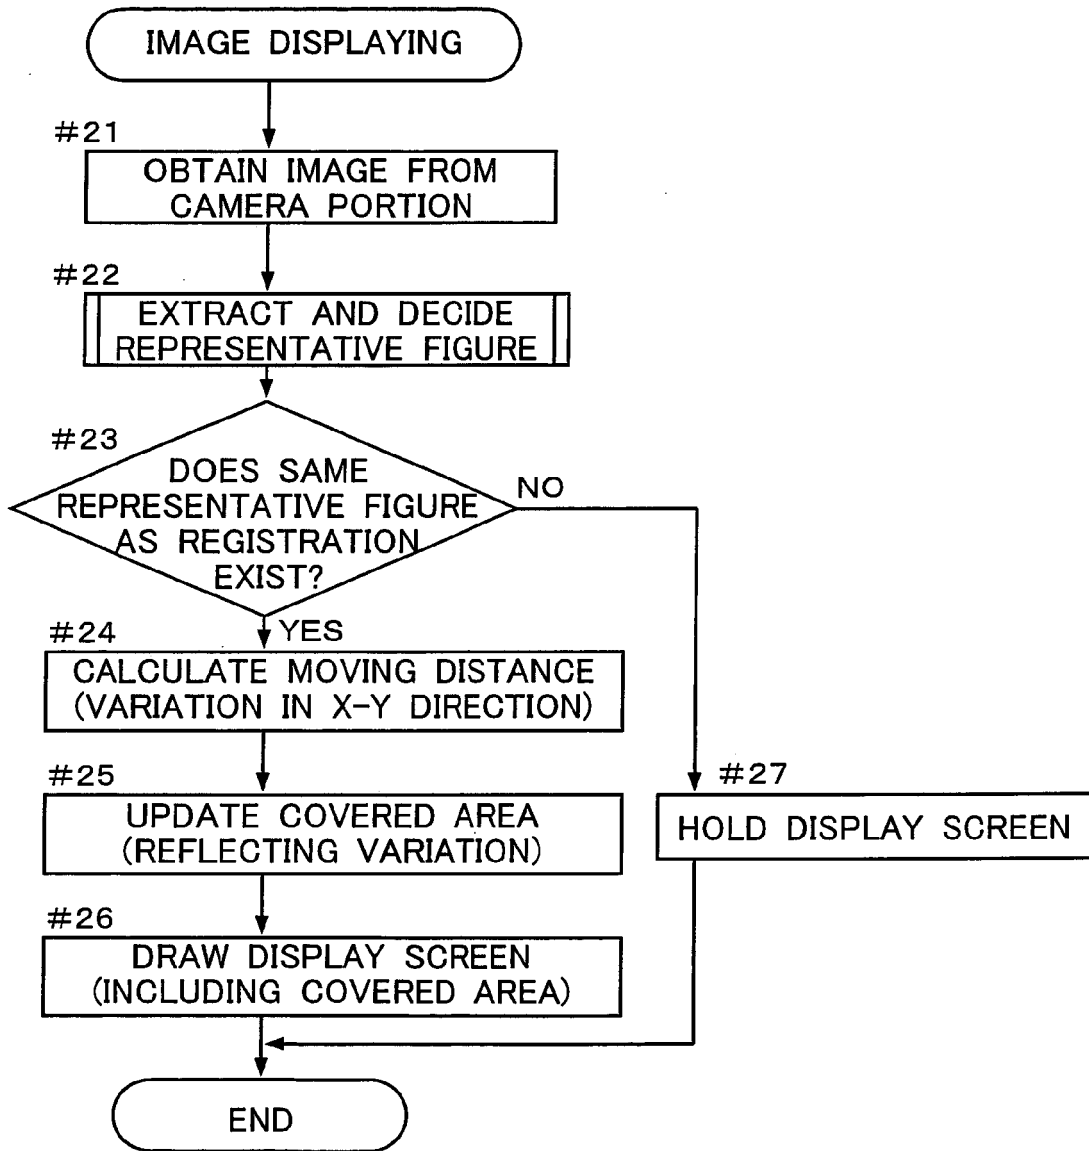 IMAGE DISPLAYING
#21
OBTAIN IMAGE FROM
CAMERA PORTION
#22
EXTRACT AND DECIDE
REPRESENTATIVE FIGURE
#23
DOES SAME
REPRESENTATIVE FIGURE
AS REGISTRATION
EXIST?
NO
YES
#24
CALCULATE MOVING DISTANCE
(VARIATION IN X-Y DIRECTION)
#25
UPDATE COVERED AREA
(REFLECTING VARIATION)
#27
HOLD DISPLAY SCREEN
#26
DRAW DISPLAY SCREEN
(INCLUDING COVERED AREA)
END